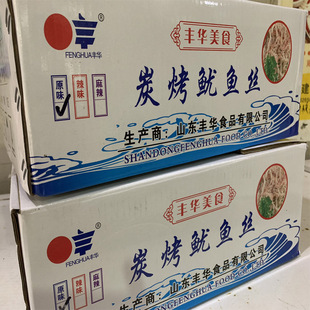 丰华美食
FENGHUA丰华
原味 辣味 麻辣
炭烤鱿鱼丝
生产商：山东丰华食品有限公司
SHANDONGFENGHUA FOOD CO.,LTD
丰华美食
FENGHUA丰华
原味 辣味 麻辣
炭烤鱿鱼丝
生产商：山东丰华食品有限公司
SHANDONGFENGHUA FOOD CO.,LTD